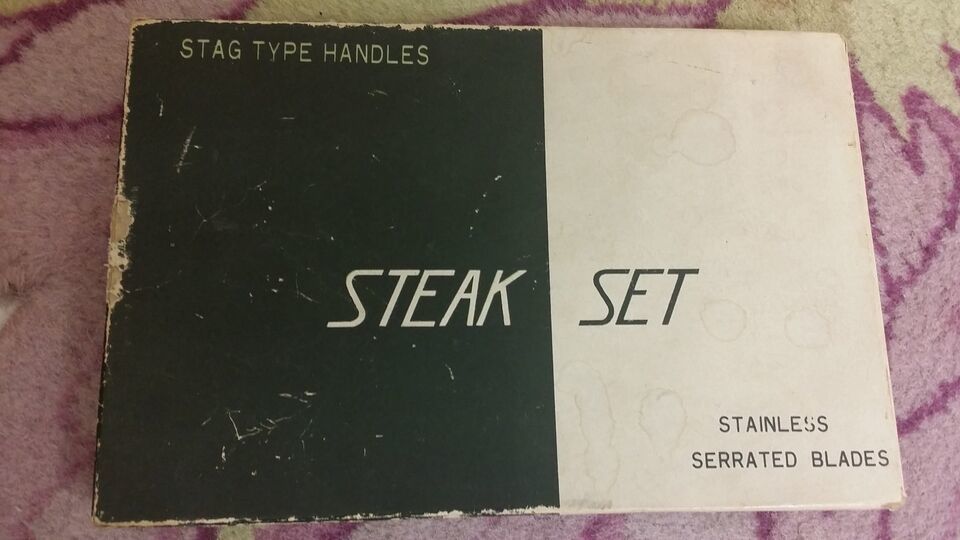 STAG TYPE HANDLES
STEAK SET
STAINLESS
SERRATED BLADES